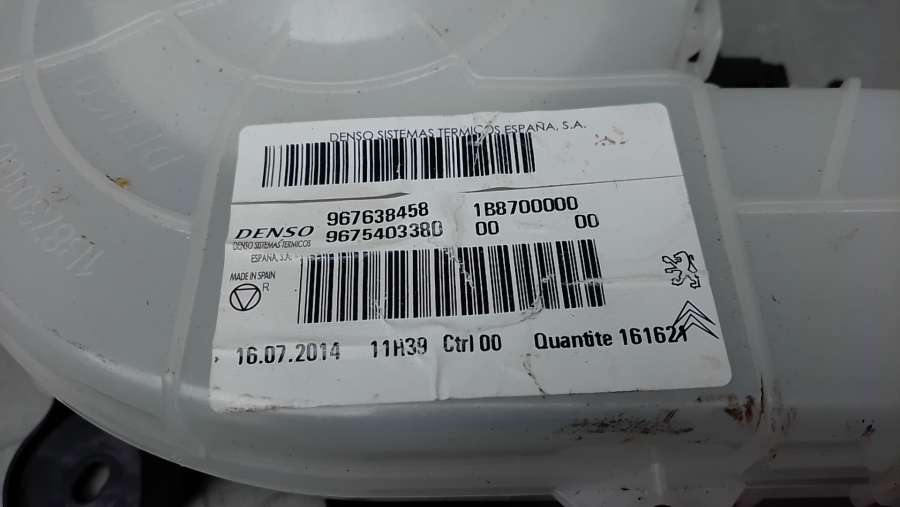 DENSO SISTEMAS TERMICOS ESPAÑA, S.A.
967638458 1B8700000
DENSO 9675403380 00 00
DENSO SISTEMAS TERMICOS
ESPAÑA, S.A.
MADE IN SPAIN
R
16.07.2014 11H39 Ctrl 00 Quantite 161621